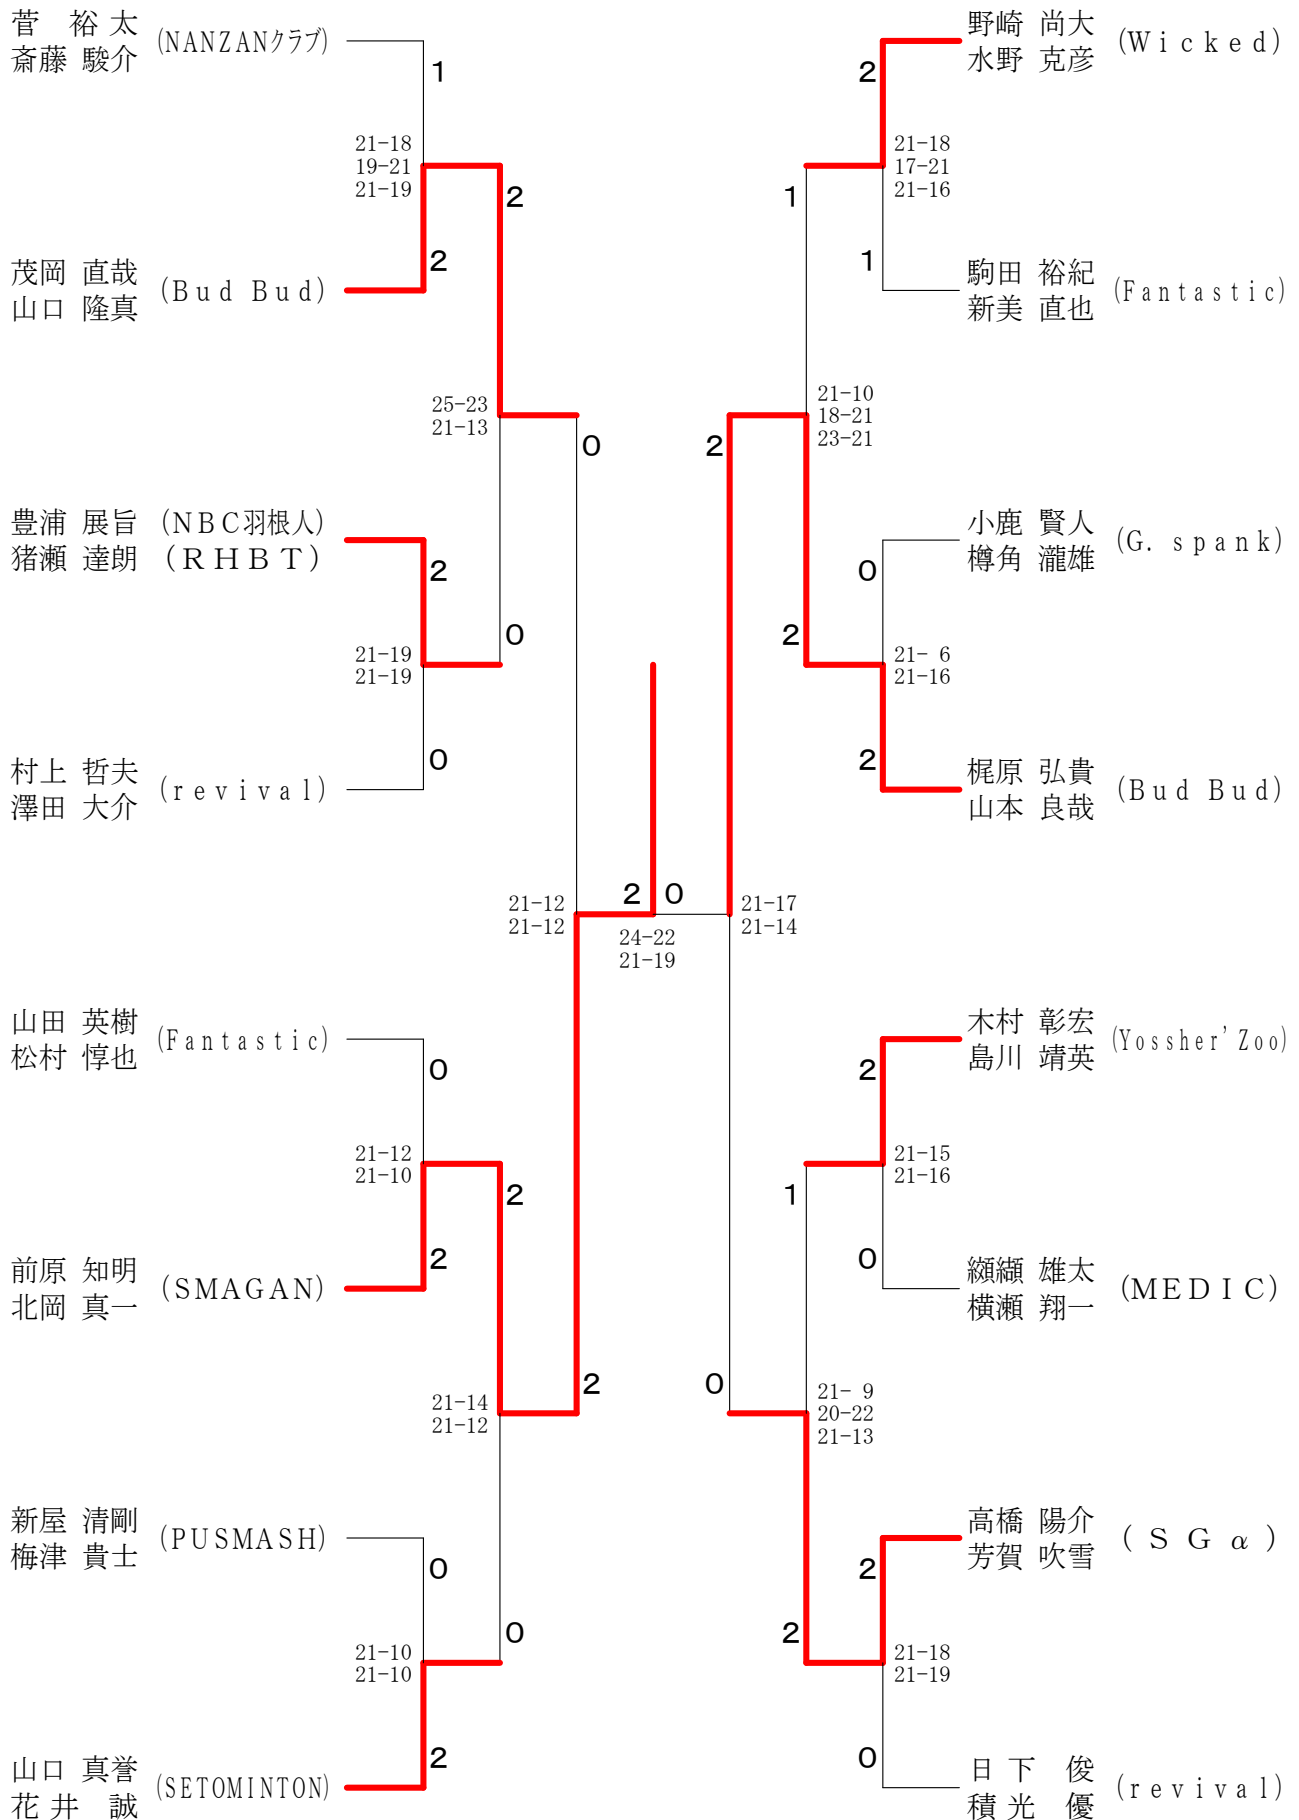 菅 裕太 (NANZANクラブ)
斎藤 駿介
1
21-18
19-21
21-19
2
2
茂岡 直哉 (Bud Bud)
山口 隆真
25-23
21-13
0
豊浦 展旨 (NBC羽根人)
猪瀬 達朗 (RHBT)
2
0
21-19
21-19
0
村上 哲夫 (revival)
澤田 大介
21-12
21-12
2 0
24-22
21-19
山田 英樹 (Fantastic)
松村 惇也
0
21-12
21-10
2
2
前原 知明 (SMAGAN)
北岡 真一
21-14
21-12
2
新屋 清剛 (PUSMASH)
梅津 貴士
0
0
21-10
21-10
2
山口 真誉 (SETOMINTON)
花井 誠
野崎 尚大 (Wicked)
水野 克彦
2
21-18
17-21
21-16
1
1
駒田 裕紀 (Fantastic)
新美 直也
21-10
18-21
23-21
2
小鹿 賢人 (G. spank)
樽角 瀧雄
0
2
21- 6
21-16
2
梶原 弘貴 (Bud Bud)
山本 良哉
21-17
21-14
木村 彰宏 (Yossher'Zoo)
島川 靖英
2
21-15
21-16
1
0
纐纈 雄太 (MEDIC)
横瀬 翔一
0
21- 9
20-22
21-13
高橋 陽介 (SGα)
芳賀 吹雪
2
2
21-18
21-19
0
日下 俊 (revival)
積光 優